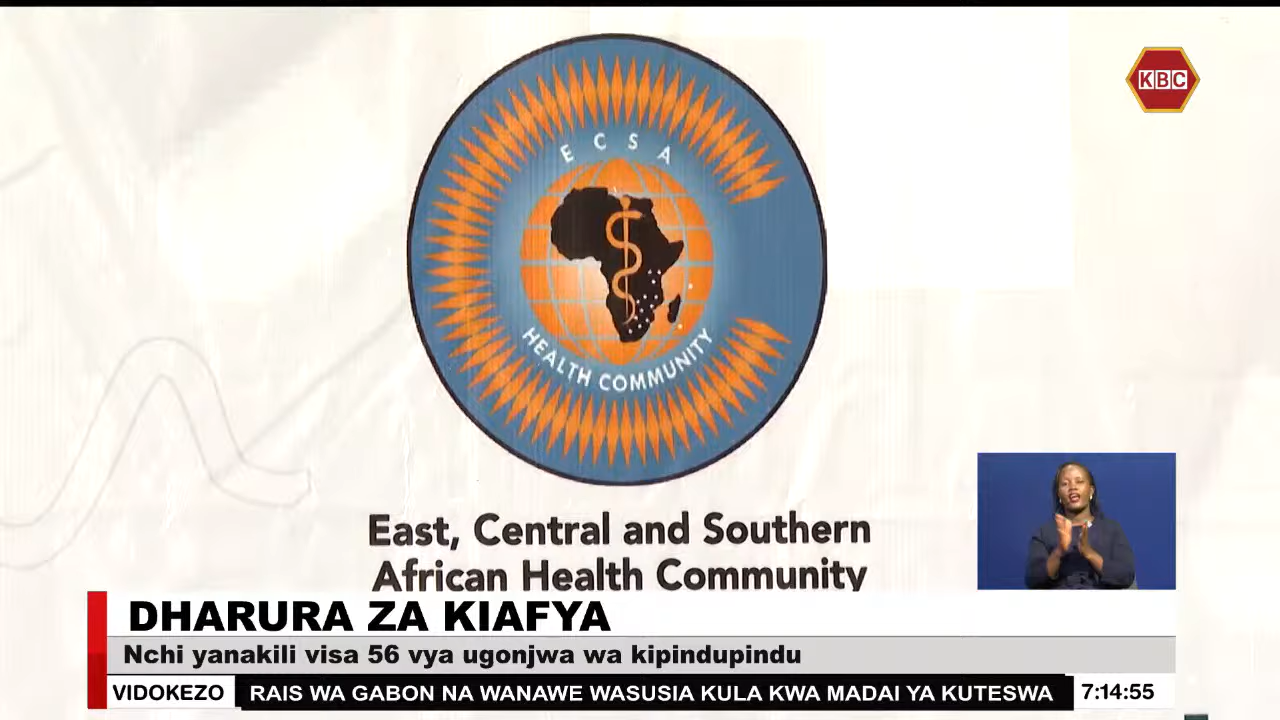 KBC
ECSA
HEALTH COMMUNITY
East, Central and Southern
African Health Community
DHARURA ZA KIAFYA
Nchi yanakili visa 56 vya ugonjwa wa kipindupindu
VIDOKEZO RAIS WA GABON NA WANAWE WASUSIA KULA KWA MADAI YA KUTESWA 7:14:55